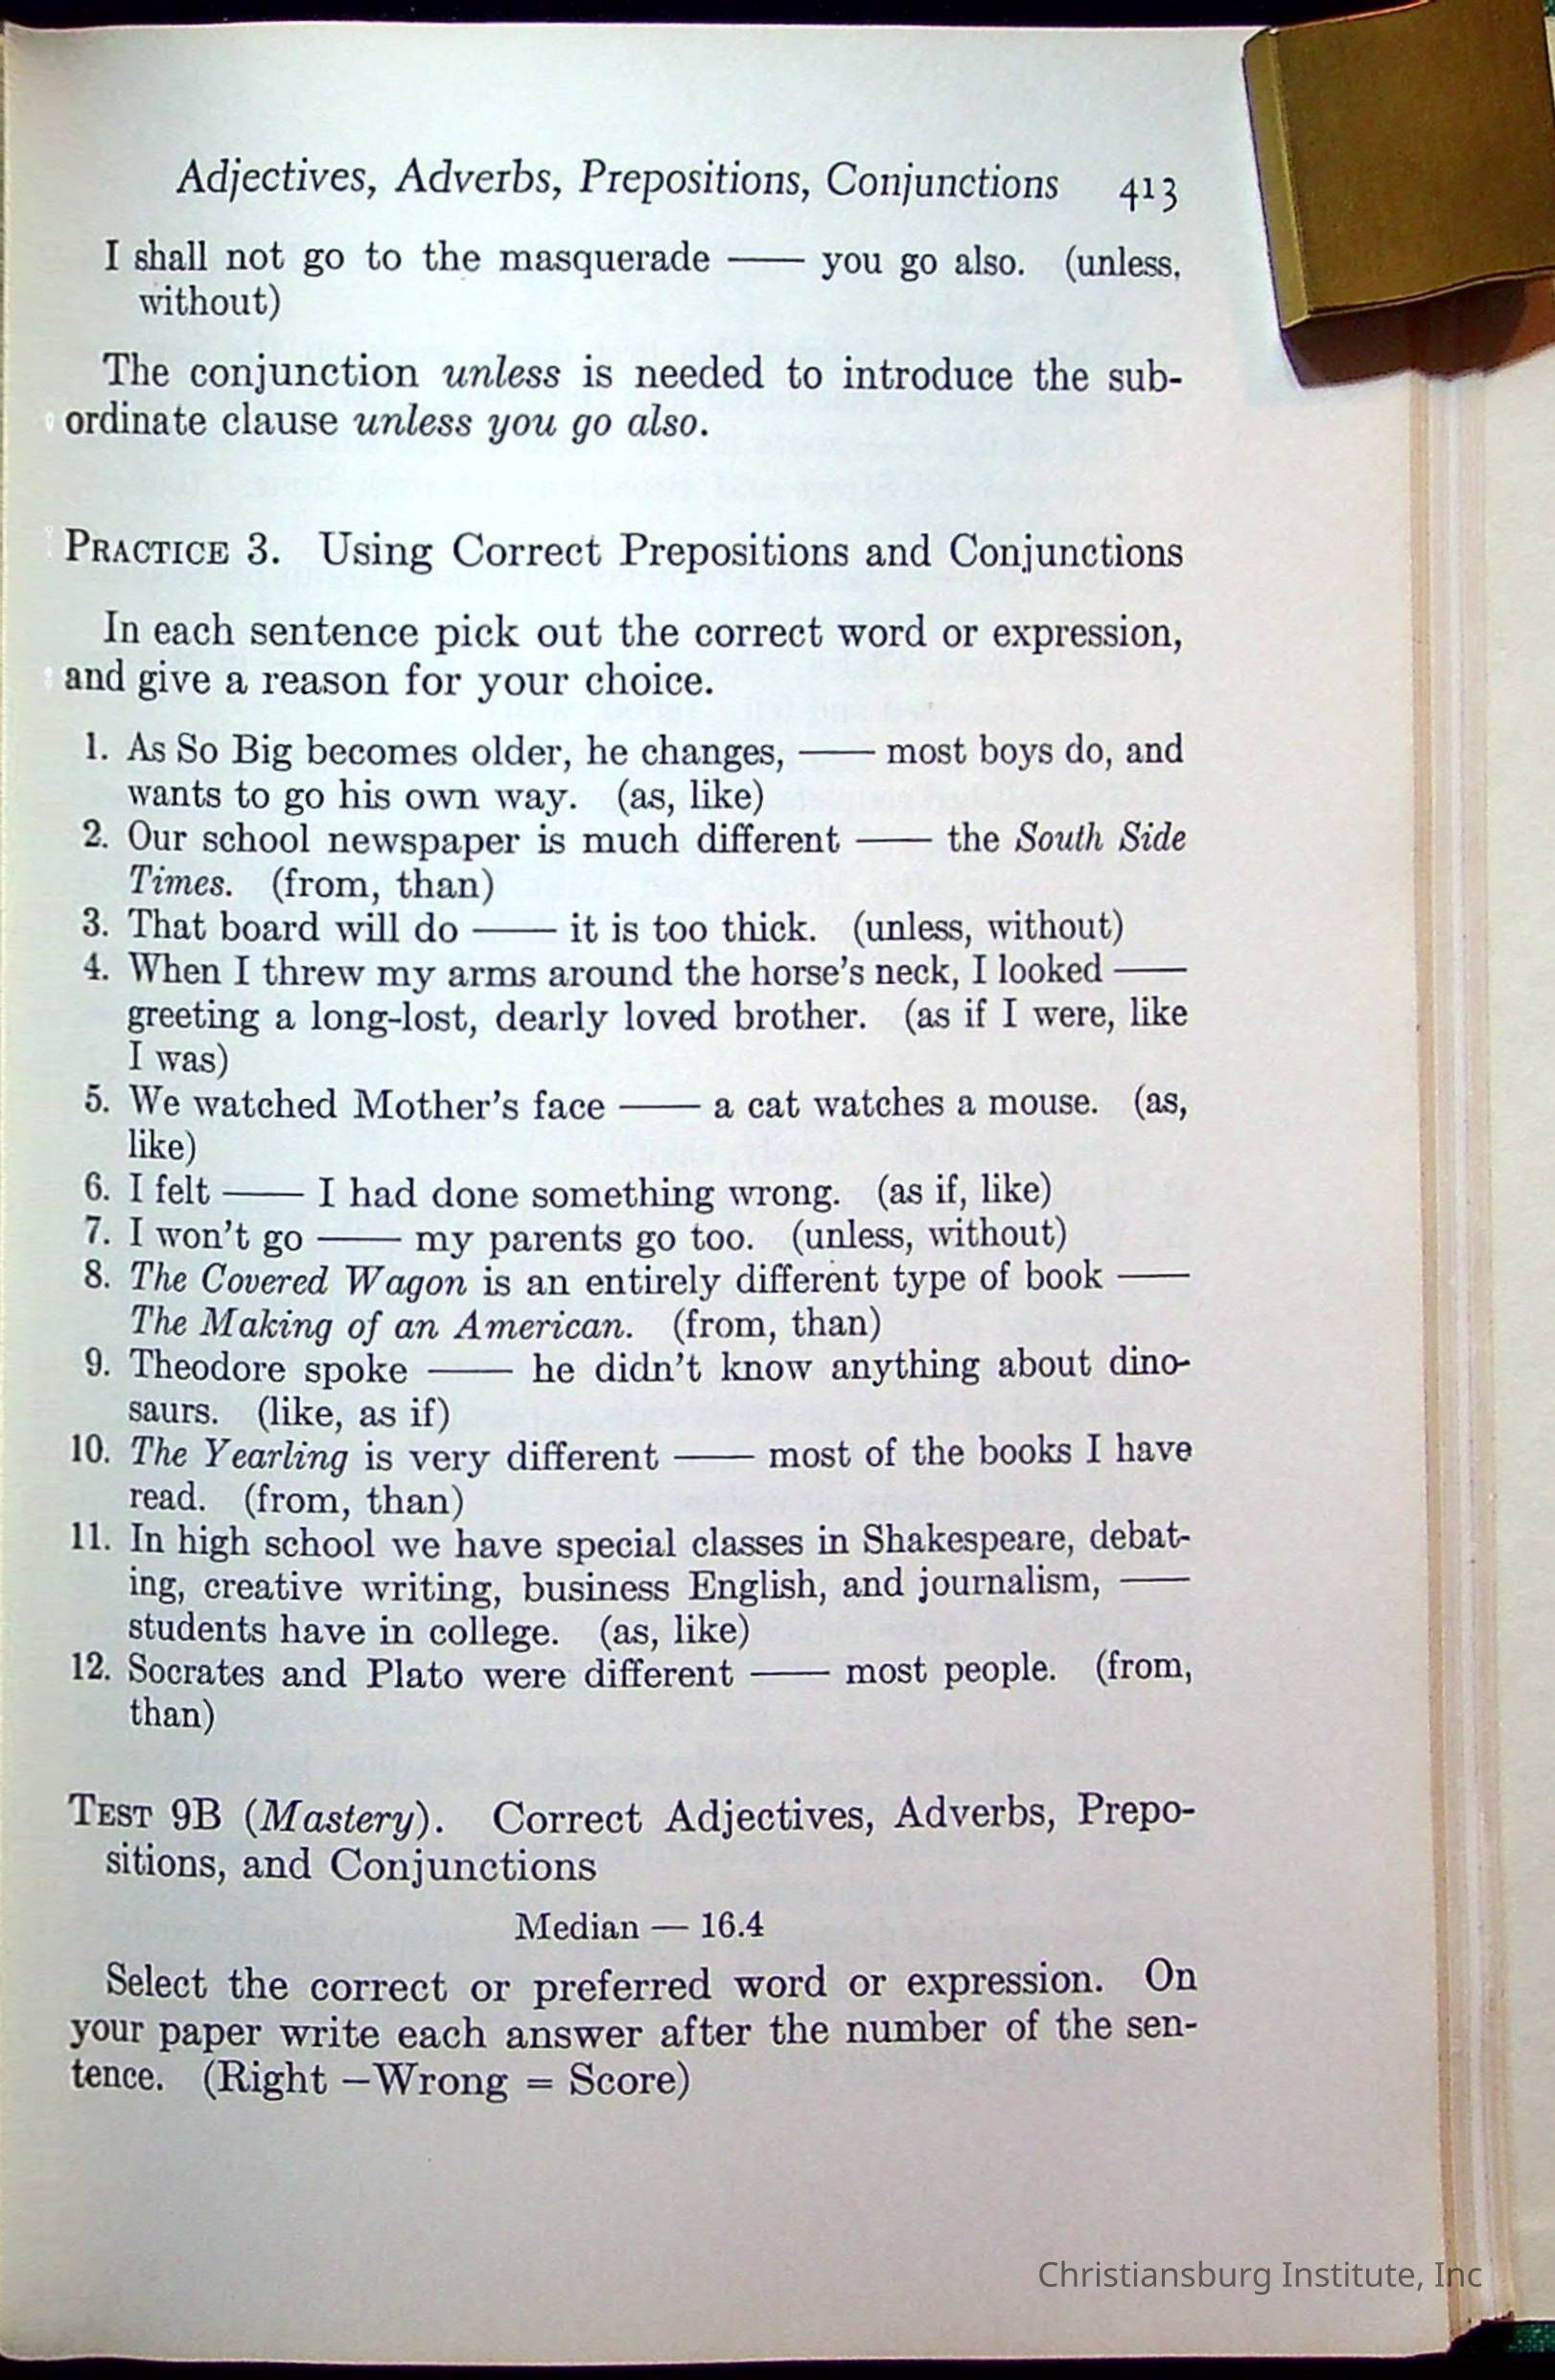 Adjectives, Adverbs, Prepositions, Conjunctions 413
I shall not go to the masquerade —— you go also. (unless,
without)
The conjunction unless is needed to introduce the sub-
ordinate clause unless you go also.
PRACTICE 3. Using Correct Prepositions and Conjunctions
In each sentence pick out the correct word or expression,
and give a reason for your choice.
1. As So Big becomes older, he changes, —— most boys do, and
wants to go his own way. (as, like)
2. Our school newspaper is much different —— the South Side
Times. (from, than)
3. That board will do —— it is too thick. (unless, without)
4. When I threw my arms around the horse's neck, I looked ——
greeting a long-lost, dearly loved brother. (as if I were, like
I was)
5. We watched Mother's face —— a cat watches a mouse. (as,
like)
6. I felt —— I had done something wrong. (as if, like)
7. I won't go —— my parents go too. (unless, without)
8. The Covered Wagon is an entirely different type of book ——
The Making of an American. (from, than)
9. Theodore spoke —— he didn't know anything about dino-
saurs. (like, as if)
10. The Yearling is very different —— most of the books I have
read. (from, than)
11. In high school we have special classes in Shakespeare, debat-
ing, creative writing, business English, and journalism, ——
students have in college. (as, like)
12. Socrates and Plato were different —— most people. (from,
than)
TEST 9B (Mastery). Correct Adjectives, Adverbs, Prepo-
sitions, and Conjunctions
Median — 16.4
Select the correct or preferred word or expression. On
your paper write each answer after the number of the sen-
tence. (Right —Wrong = Score)
Christiansburg Institute, Inc